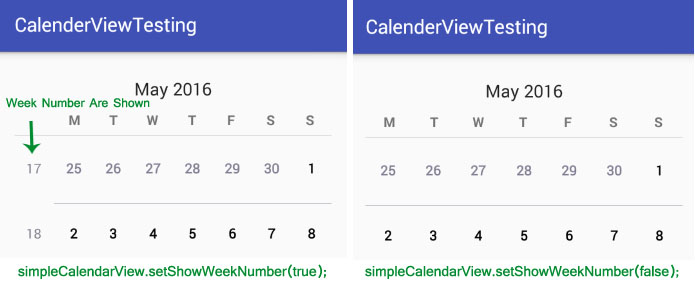 CalenderViewTesting
May 2016
Week Number Are Shown
M T W T F S S
17 25 26 27 28 29 30 1
18 2 3 4 5 6 7 8
simpleCalendarView.setShowWeekNumber(true);
CalenderViewTesting
May 2016
M T W T F S S
25 26 27 28 29 30 1
2 3 4 5 6 7 8
simpleCalendarView.setShowWeekNumber(false);